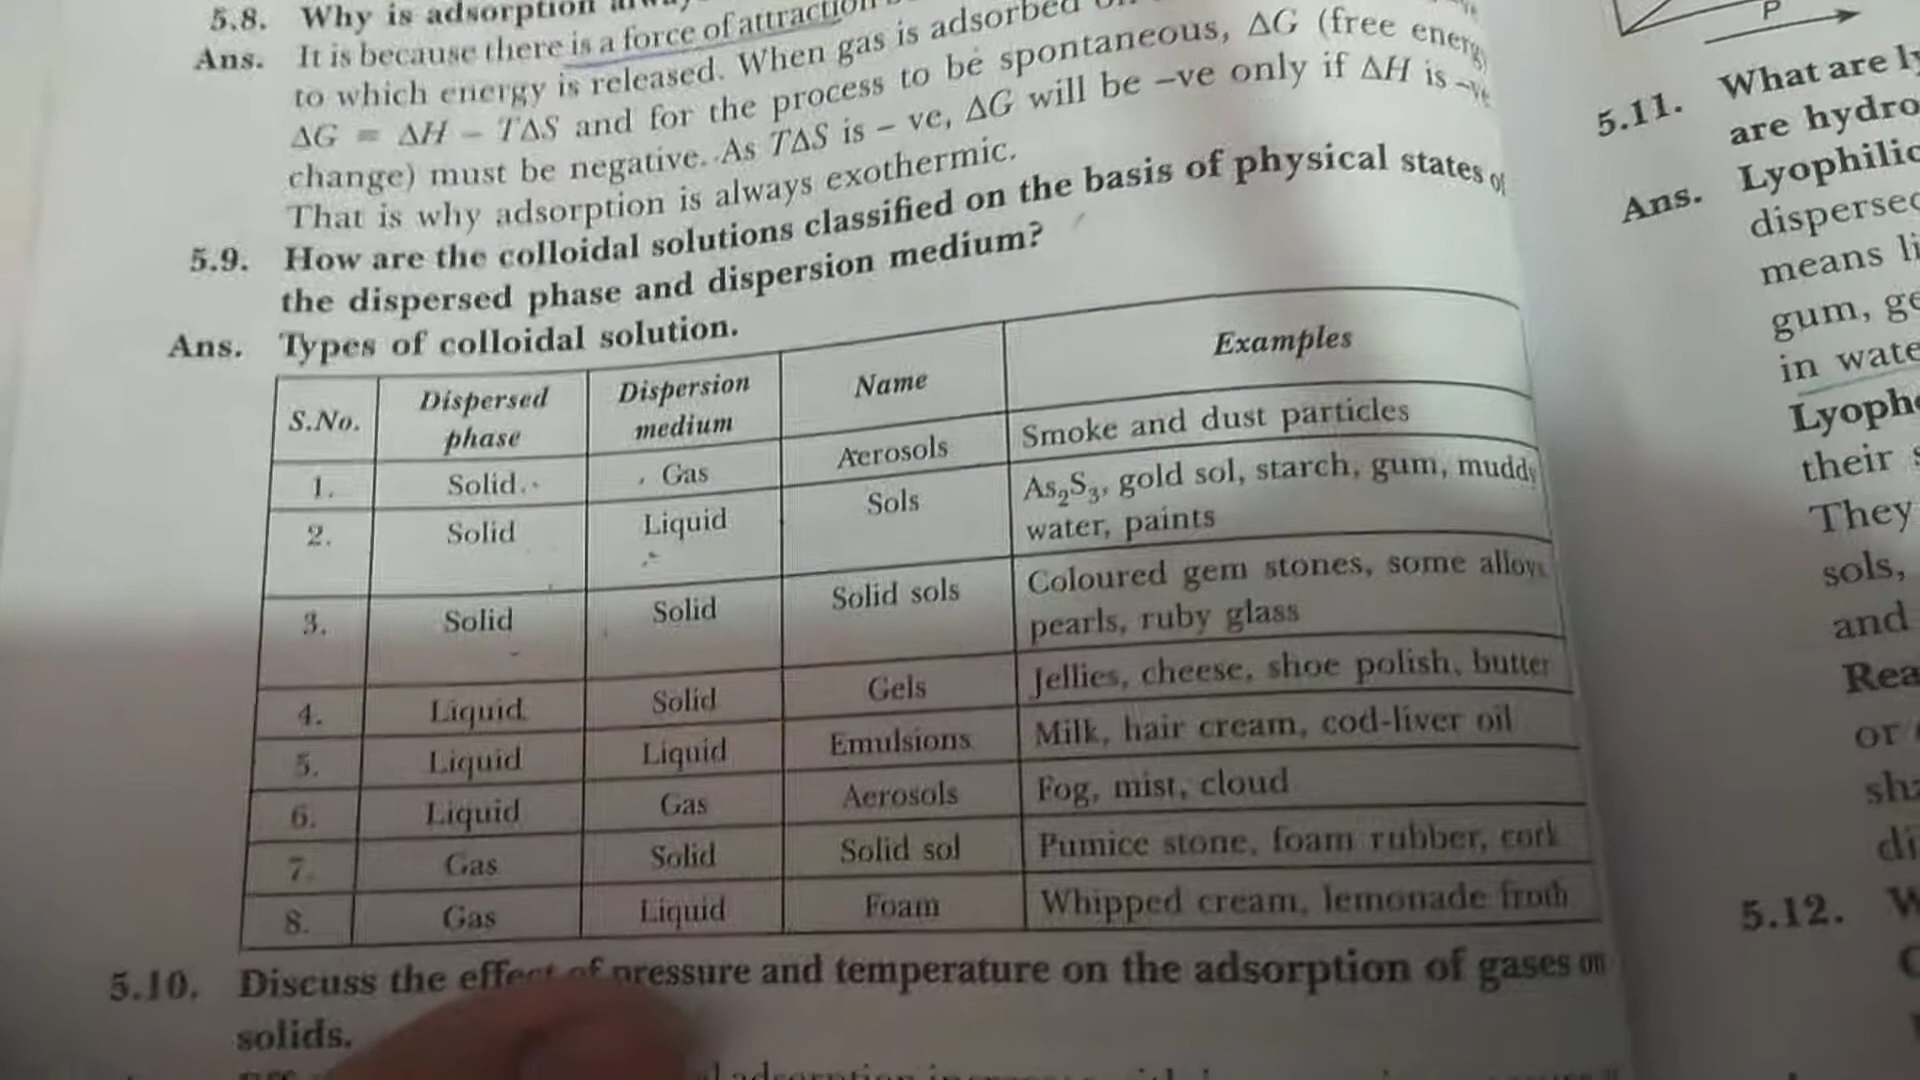 5.8. Why is adsorption
Ans. It is because there is a force of attraction
to which energy is released. When gas is adsorbed
ΔG = ΔH – TΔS and for the process to be spontaneous, ΔG (free energy
change) must be negative. As TΔS is – ve, ΔG will be –ve only if ΔH is –ve
That is why adsorption is always exothermic.
5.9. How are the colloidal solutions classified on the basis of physical states of
the dispersed phase and dispersion medium?
Ans. Types of colloidal solution.
S.No. Dispersed phase Dispersion medium Name Examples
1. Solid Gas Aerosols Smoke and dust particles
2. Solid Liquid Sols As₂S₃, gold sol, starch, gum, muddy
water, paints
3. Solid Solid Solid sols Coloured gem stones, some alloys
pearls, ruby glass
4. Liquid Solid Gels Jellies, cheese, shoe polish, butter
5. Liquid Liquid Emulsions Milk, hair cream, cod-liver oil
6. Liquid Gas Aerosols Fog, mist, cloud
7. Gas Solid Solid sol Pumice stone, foam rubber, cork
8. Gas Liquid Foam Whipped cream, lemonade froth
5.10. Discuss the effect of pressure and temperature on the adsorption of gases on
solids.
P
5.11. What are
are hydro
Ans. Lyophilic
dispersed
means
gum,
in wate
Lyopho
their
They
sols,
and
Rea
or
sha
di
5.12.